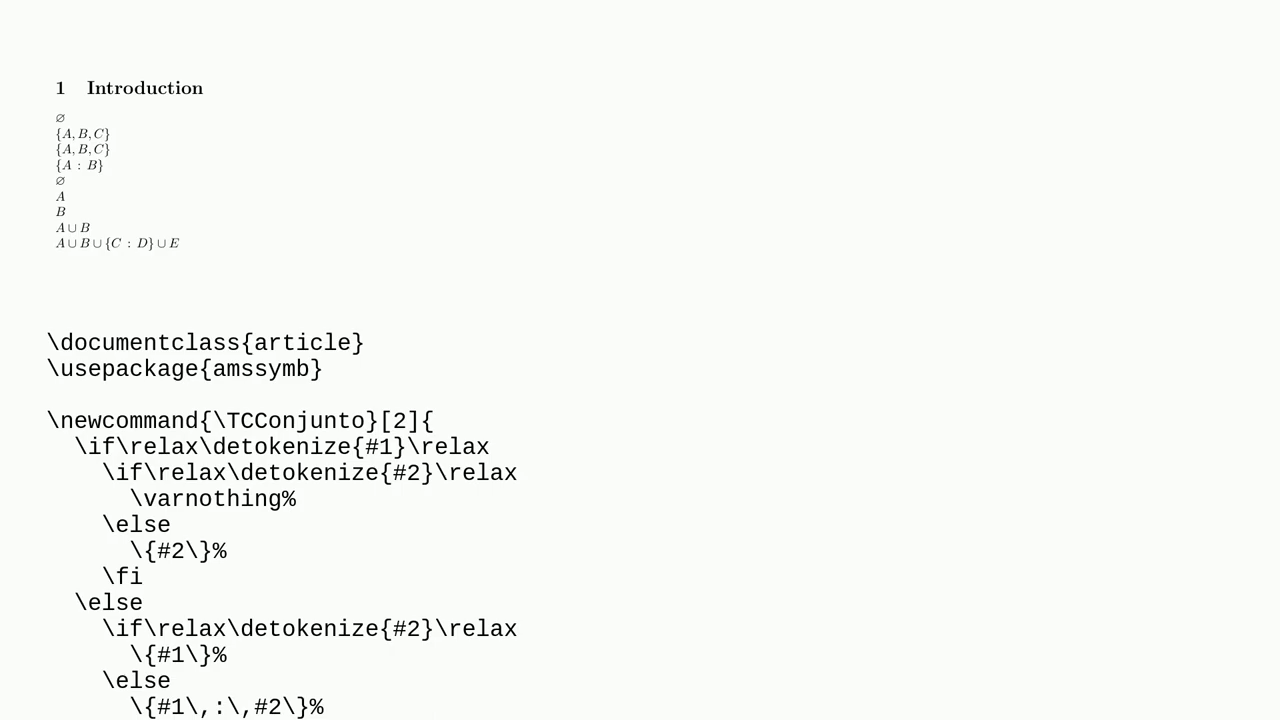 1 Introduction
∅
{A, B, C}
{A, B, C}
{A : B}
∅
A
B
A ∪ B
A ∪ B ∪ {C : D} ∪ E
\documentclass{article}
\usepackage{amssymb}
\newcommand{\TCConjunto}[2]{
\if\relax\detokenize{#1}\relax
\if\relax\detokenize{#2}\relax
\varnothing%
\else
\{#2\}%
\fi
\else
\if\relax\detokenize{#2}\relax
\{#1\}%
\else
\{#1\,:\,#2\}%